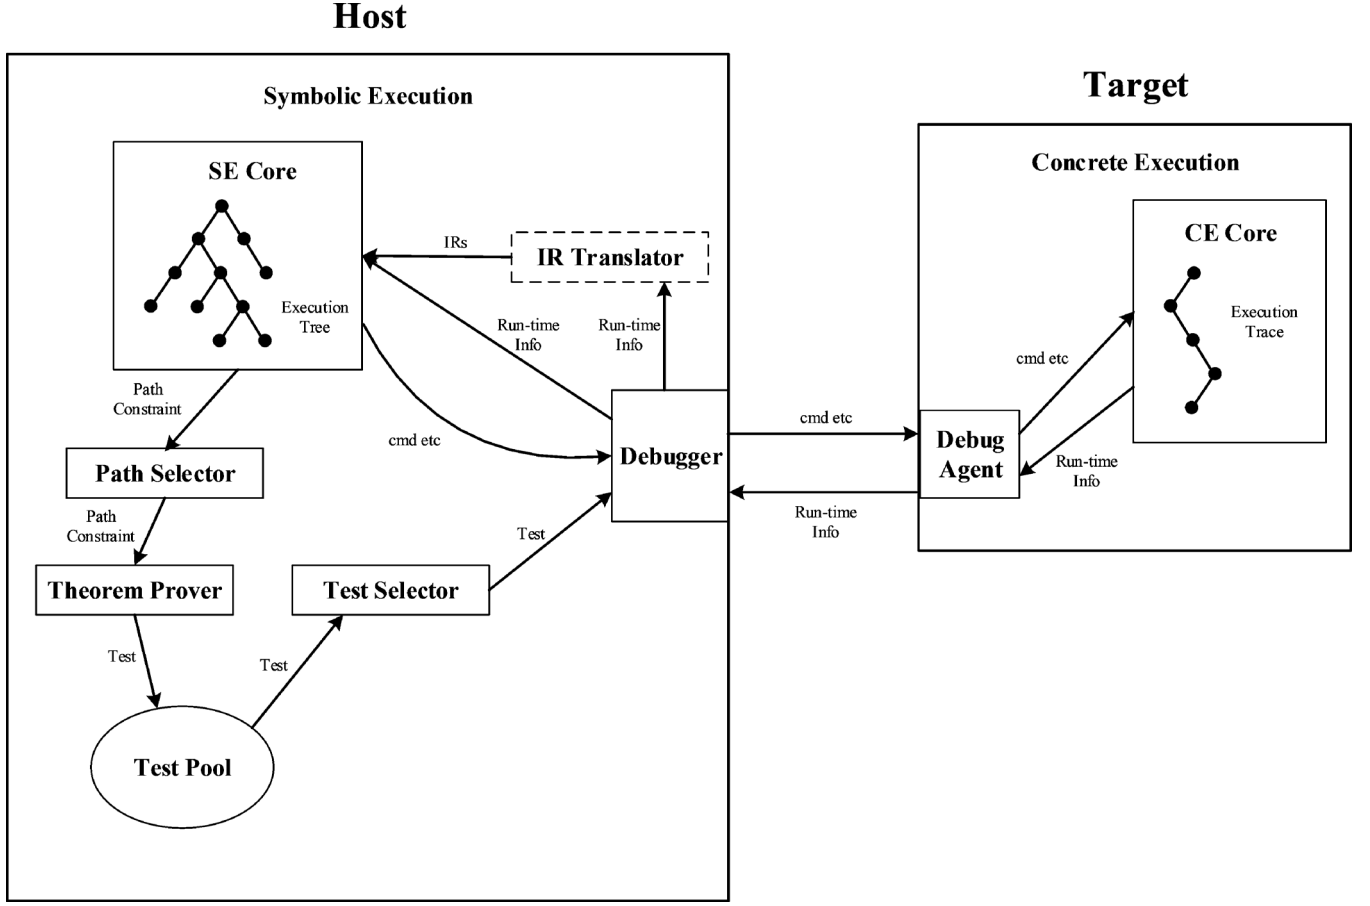 Host
Target
Symbolic Execution
SE Core
Execution
Tree
IRs
IR Translator
Run-time
Info
Run-time
Info
Path
Constraint
cmd etc
Path Selector
Debugger
Path
Constraint
Test
Theorem Prover
Test Selector
Test
Test
Test Pool
cmd etc
Run-time
Info
Concrete Execution
CE Core
Execution
Trace
cmd etc
Debug
Agent
Run-time
Info